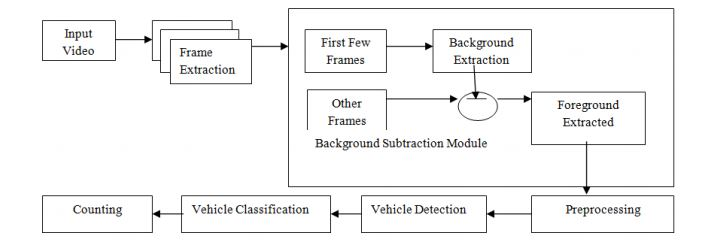 Input
Video
Frame
Extraction
First Few
Frames
Background
Extraction
Other
Frames
Foreground
Extracted
Background Subtraction Module
Counting
Vehicle Classification
Vehicle Detection
Preprocessing